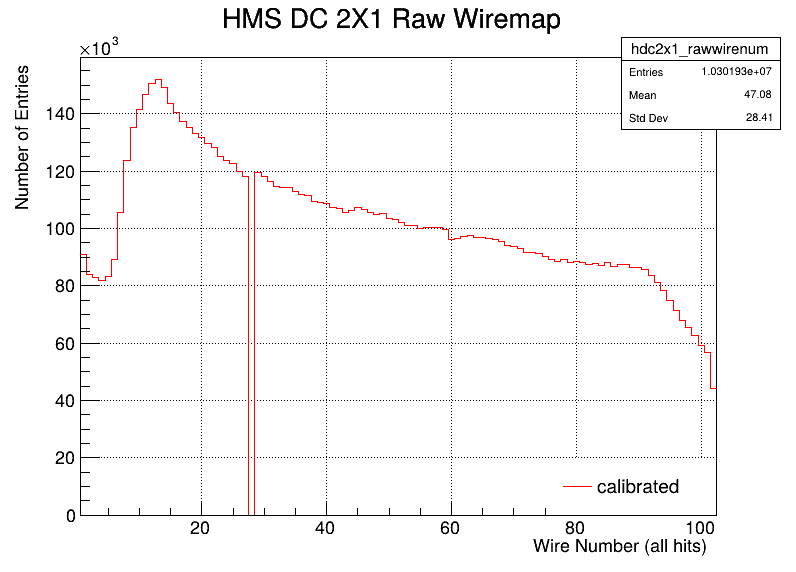 HMS DC 2X1 Raw Wiremap
×10³
hdc2x1_rawwirenum
Entries 1.030193e+07
Mean 47.08
Std Dev 28.41
Number of Entries
140
120
100
80
60
40
20
0
calibrated
20 40 60 80 100
Wire Number (all hits)